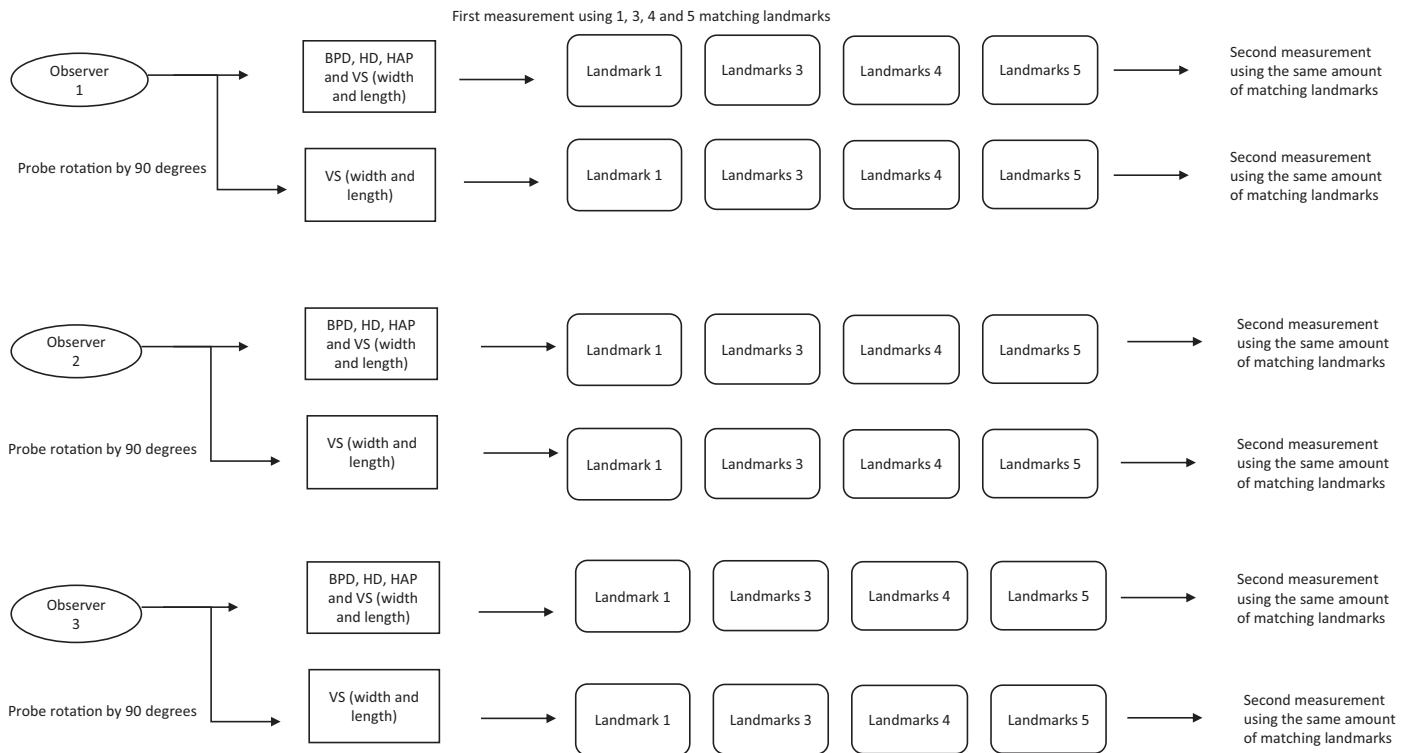 First measurement using 1, 3, 4 and 5 matching landmarks
Observer
1
BPD, HD, HAP
and VS (width
and length)
Landmark 1
Landmarks 3
Landmarks 4
Landmarks 5
Second measurement
using the same amount
of matching landmarks
Probe rotation by 90 degrees
VS (width and
length)
Landmark 1
Landmarks 3
Landmarks 4
Landmarks 5
Second measurement
using the same amount
of matching landmarks
Observer
2
BPD, HD, HAP
and VS (width
and length)
Landmark 1
Landmarks 3
Landmarks 4
Landmarks 5
Second measurement
using the same amount
of matching landmarks
Probe rotation by 90 degrees
VS (width and
length)
Landmark 1
Landmarks 3
Landmarks 4
Landmarks 5
Second measurement
using the same amount
of matching landmarks
Observer
3
BPD, HD, HAP
and VS (width
and length)
Landmark 1
Landmarks 3
Landmarks 4
Landmarks 5
Second measurement
using the same amount
of matching landmarks
Probe rotation by 90 degrees
VS (width and
length)
Landmark 1
Landmarks 3
Landmarks 4
Landmarks 5
Second measurement
using the same amount
of matching landmarks